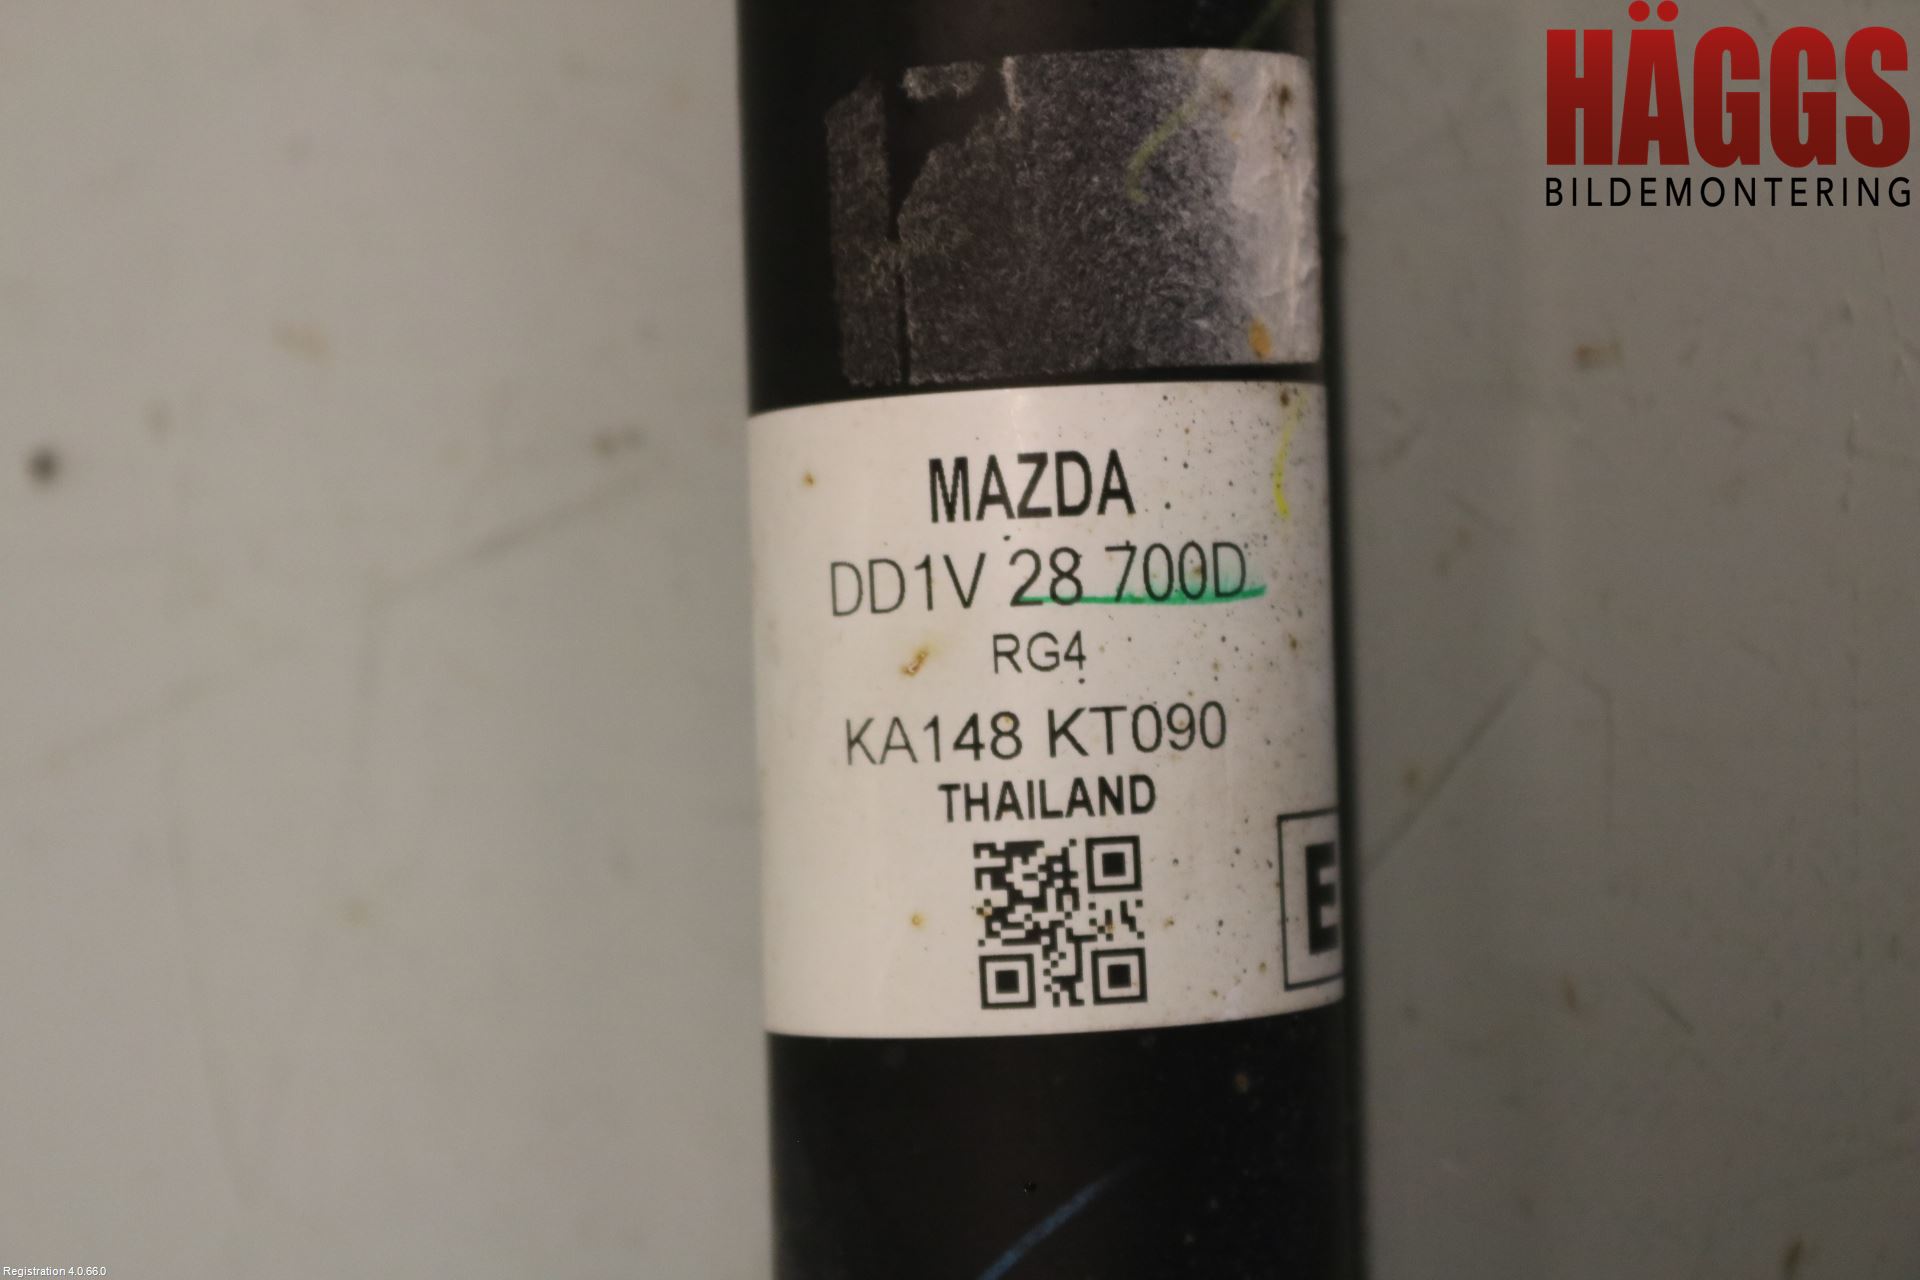 HÄGGS
BILDEMONTERING
MAZDA
DD1V 28 700D
RG4
KA148 KT090
THAILAND
E
Registration 4.0.66.0